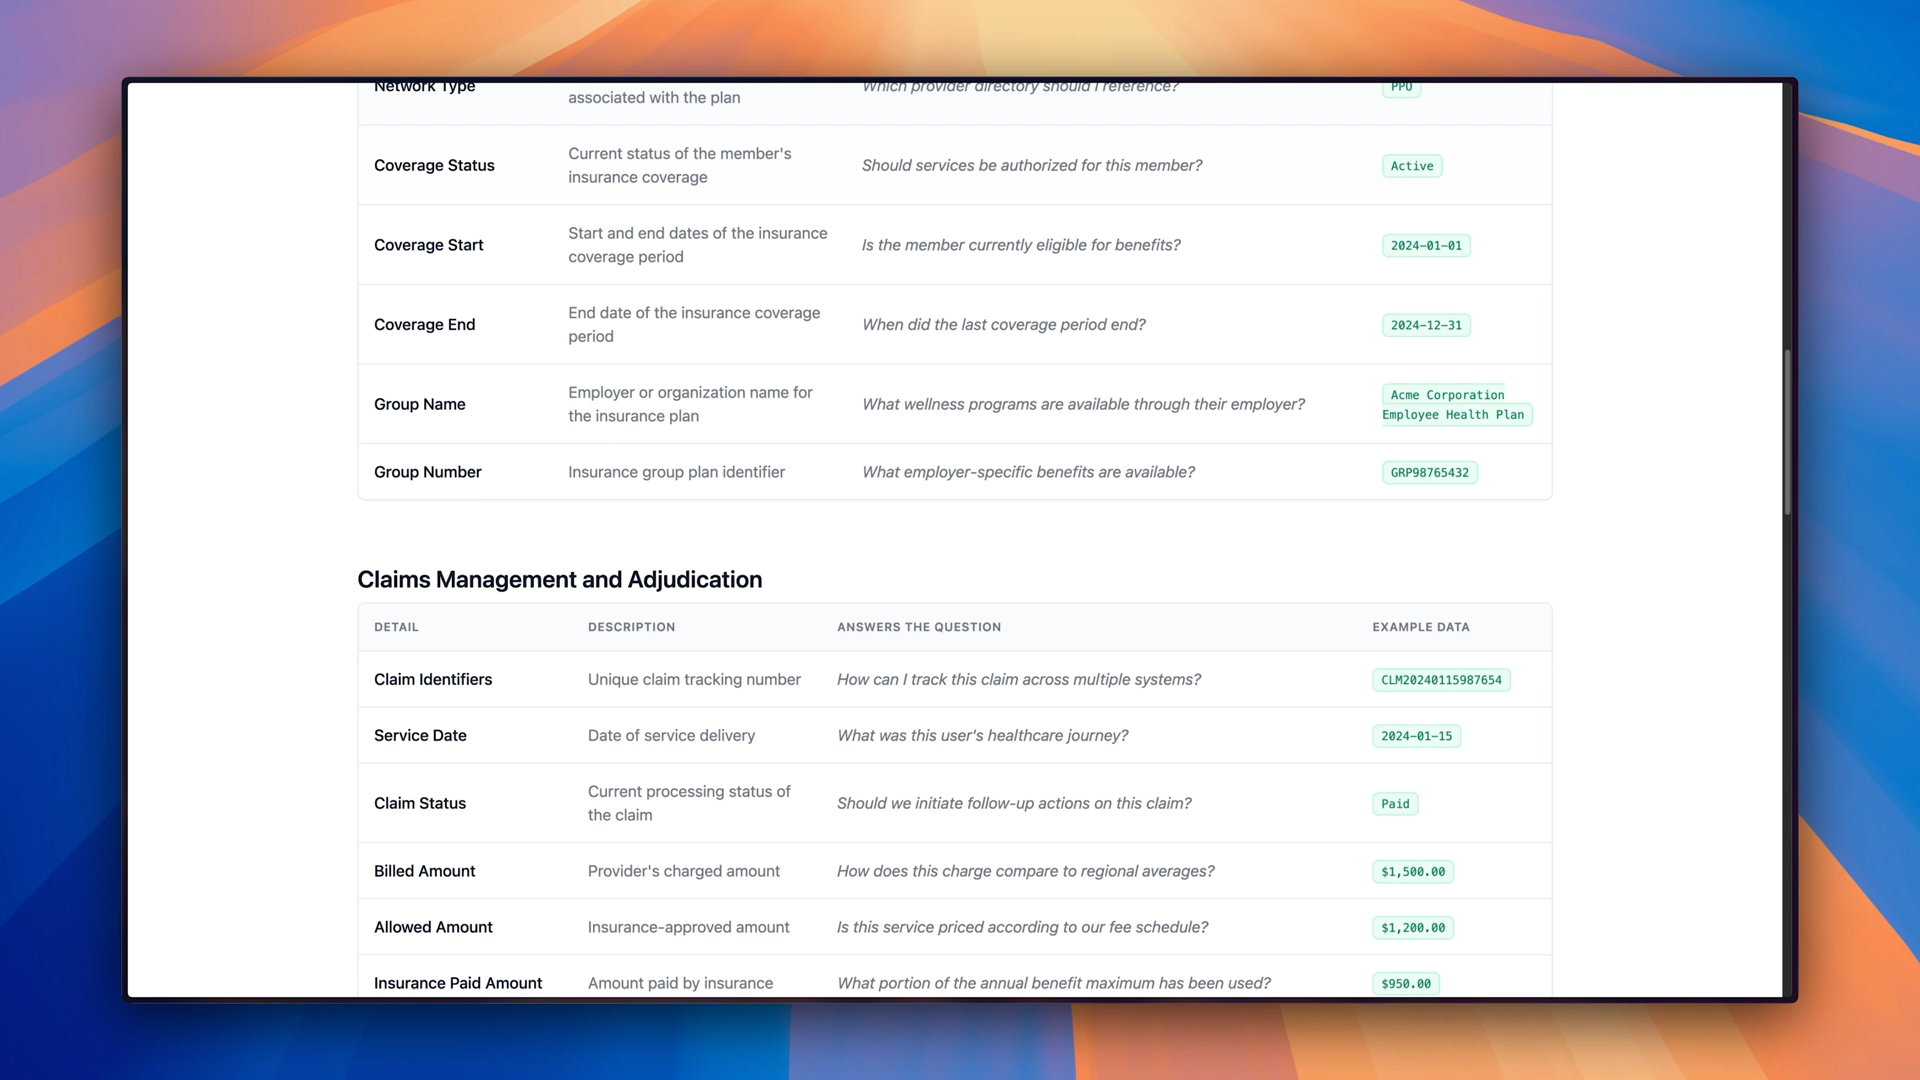 Network Type
associated with the plan
Which provider directory should I reference?
PPO
Coverage Status
Current status of the member's
insurance coverage
Should services be authorized for this member?
Active
Coverage Start
Start and end dates of the insurance
coverage period
Is the member currently eligible for benefits?
2024-01-01
Coverage End
End date of the insurance coverage
period
When did the last coverage period end?
2024-12-31
Group Name
Employer or organization name for
the insurance plan
What wellness programs are available through their employer?
Acme Corporation
Employee Health Plan
Group Number
Insurance group plan identifier
What employer-specific benefits are available?
GRP98765432
Claims Management and Adjudication
DETAIL
DESCRIPTION
ANSWERS THE QUESTION
EXAMPLE DATA
Claim Identifiers
Unique claim tracking number
How can I track this claim across multiple systems?
CLM20240115987654
Service Date
Date of service delivery
What was this user's healthcare journey?
2024-01-15
Claim Status
Current processing status of
the claim
Should we initiate follow-up actions on this claim?
Paid
Billed Amount
Provider's charged amount
How does this charge compare to regional averages?
$1,500.00
Allowed Amount
Insurance-approved amount
Is this service priced according to our fee schedule?
$1,200.00
Insurance Paid Amount
Amount paid by insurance
What portion of the annual benefit maximum has been used?
$950.00